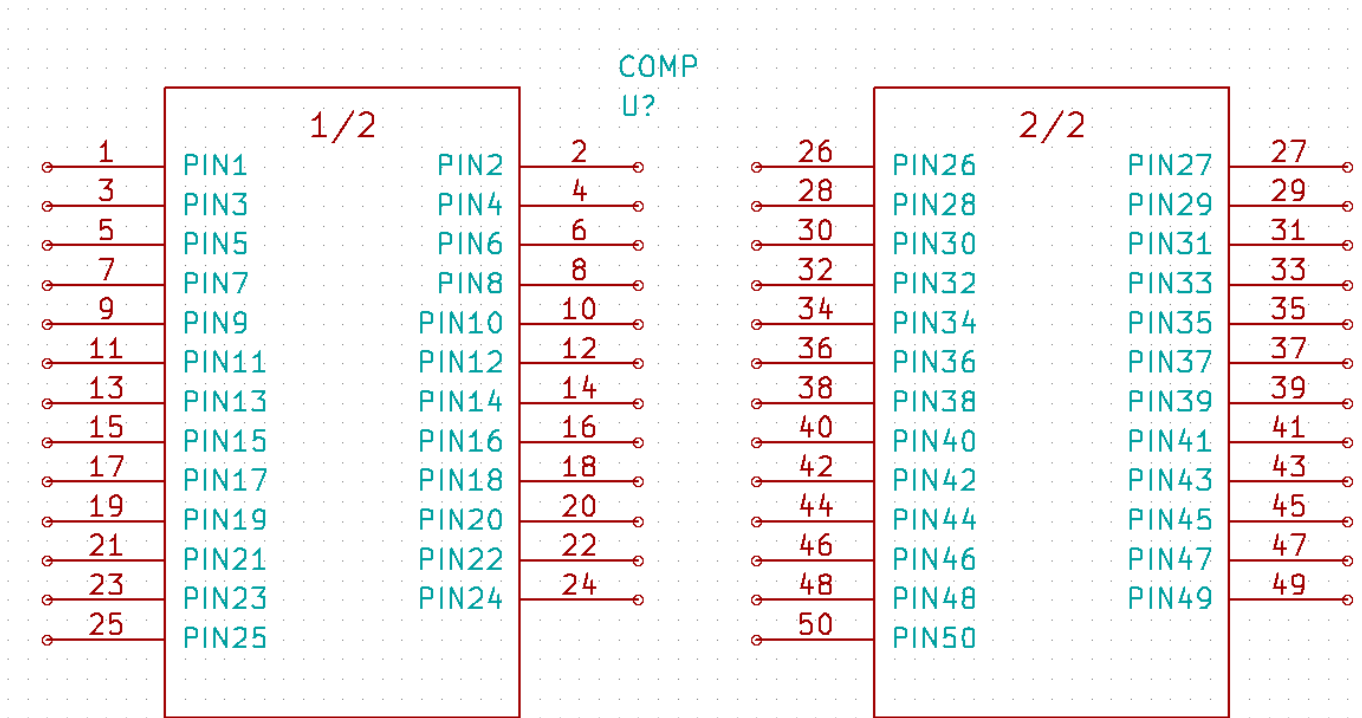 COMP
U?
1/2
1 PIN1 PIN2 2
3 PIN3 PIN4 4
5 PIN5 PIN6 6
7 PIN7 PIN8 8
9 PIN9 PIN10 10
11 PIN11 PIN12 12
13 PIN13 PIN14 14
15 PIN15 PIN16 16
17 PIN17 PIN18 18
19 PIN19 PIN20 20
21 PIN21 PIN22 22
23 PIN23 PIN24 24
25 PIN25
2/2
26 PIN26 PIN27 27
28 PIN28 PIN29 29
30 PIN30 PIN31 31
32 PIN32 PIN33 33
34 PIN34 PIN35 35
36 PIN36 PIN37 37
38 PIN38 PIN39 39
40 PIN40 PIN41 41
42 PIN42 PIN43 43
44 PIN44 PIN45 45
46 PIN46 PIN47 47
48 PIN48 PIN49 49
50 PIN50